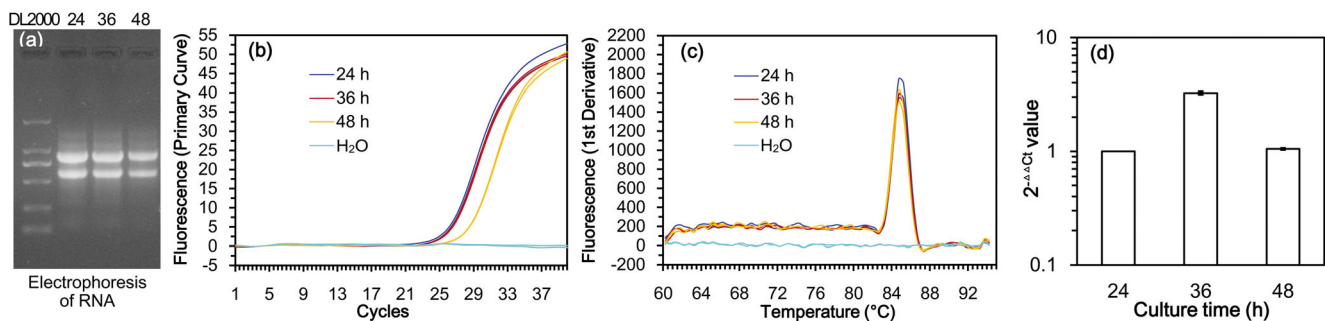 DL2000 24 36 48
(a)
Electrophoresis
of RNA
(b)
Fluorescence (Primary Curve)
55
50
45
40
35
30
25
20
15
10
5
0
-5
24 h
36 h
48 h
H₂O
1 5 9 13 17 21 25 29 33 37
Cycles
(c)
Fluorescence (1st Derivative)
2200
2000
1800
1600
1400
1200
1000
800
600
400
200
0
-200
24 h
36 h
48 h
H₂O
60 64 68 72 76 80 84 88 92
Temperature (°C)
(d)
2⁻ᐞᐞCt value
10
1
0.1
24 36 48
Culture time (h)